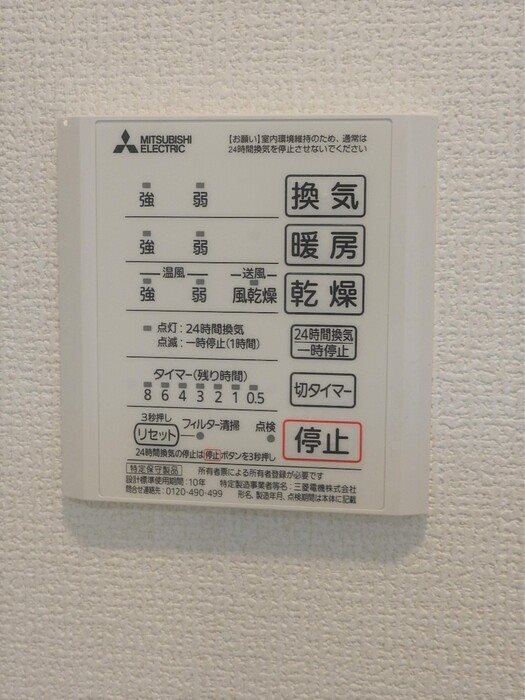 MITSUBISHI
ELECTRIC
【お願い】室内環境維持のため、通常は
24時間換気を停止させないでください
強 弱 換気
強 弱 暖房
温風 送風
強 弱 風乾燥 乾燥
点灯:24時間換気
点滅:一時停止(1時間)
24時間換気
一時停止
タイマー(残り時間)
8 6 4 3 2 1 0.5
切タイマー
3秒押し
リセット フィルター清掃 点検
停止
24時間換気の停止は停止ボタンを3秒押し
特定保守製品 所有者票による所有者登録が必要です
設計標準使用期間:10年 特定製造事業者等名:三菱電機株式会社
問合せ連絡先:0120-490-499 形名、製造年月、点検期間は本体に記載